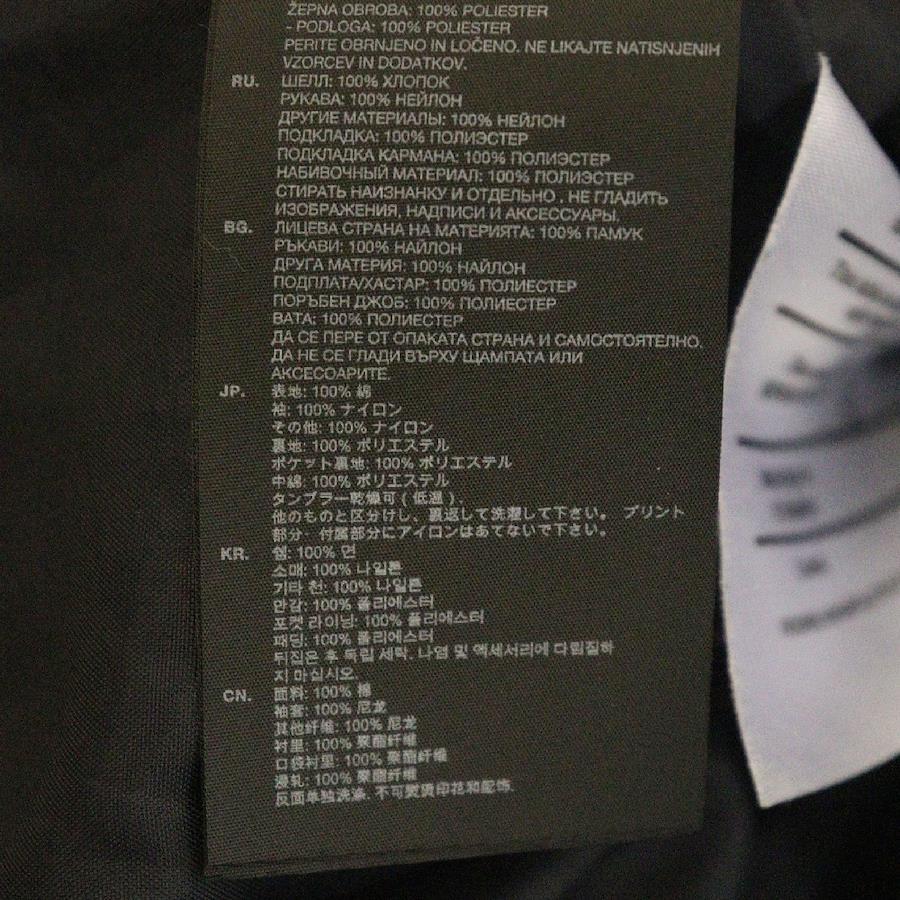 ŽEPNA OBROBA: 100% POLIESTER
- PODLOGA: 100% POLIESTER
PERITE OBRNJENO IN LOČENO. NE LIKAJTE NATISNJENIH
VZORCEV IN DODATKOV.
RU. ШЕЛЛ: 100% ХЛОПОК
РУКАВА: 100% НЕЙЛОН
ДРУГИЕ МАТЕРИАЛЫ: 100% НЕЙЛОН
ПОДКЛАДКА: 100% ПОЛИЭСТЕР
ПОДКЛАДКА КАРМАНА: 100% ПОЛИЭСТЕР
НАБИВОЧНЫЙ МАТЕРИАЛ: 100% ПОЛИЭСТЕР
СТИРАТЬ НАИЗНАНКУ И ОТДЕЛЬНО . НЕ ГЛАДИТЬ
ИЗОБРАЖЕНИЯ, НАДПИСИ И АКСЕССУАРЫ.
BG. ЛИЦЕВА СТРАНА НА МАТЕРИЯТА: 100% ПАМУК
РЪКАВИ: 100% НАЙЛОН
ДРУГА МАТЕРИЯ: 100% НАЙЛОН
ПОДПЛАТА/ХАСТАР: 100% ПОЛИЕСТЕР
ПОРЪБЕН ДЖОБ: 100% ПОЛИЕСТЕР
ВАТА: 100% ПОЛИЕСТЕР
ДА СЕ ПЕРЕ ОТ ОПАКАТА СТРАНА И САМОСТОЯТЕЛНО.
ДА НЕ СЕ ГЛАДИ ВЪРХУ ЩАМПАТА ИЛИ
АКСЕСОАРИТЕ.
JP. 表地: 100% 綿
袖: 100% ナイロン
その他: 100% ナイロン
裏地: 100% ポリエステル
ポケット裏地: 100% ポリエステル
中綿: 100% ポリエステル
タンブラー乾燥可 ( 低温 ) .
他のものと区分けし、裏返して洗濯して下さい。 プリント
部分・付属部分にアイロンはあてないで下さい。
KR. 쉘: 100% 면
소매: 100% 나일론
기타 천: 100% 나일론
안감: 100% 폴리에스터
포켓 라이닝: 100% 폴리에스터
패딩: 100% 폴리에스터
뒤집은 후 독립 세탁. 나염 및 액세서리에 다림질하
지 마십시오.
CN. 面料: 100% 棉
袖套: 100% 尼龙
其他纤维: 100% 尼龙
衬里: 100% 聚酯纤维
口袋衬里: 100% 聚酯纤维
浸轧: 100% 聚酯纤维
反面单独洗涤. 不可熨烫印花和配饰.